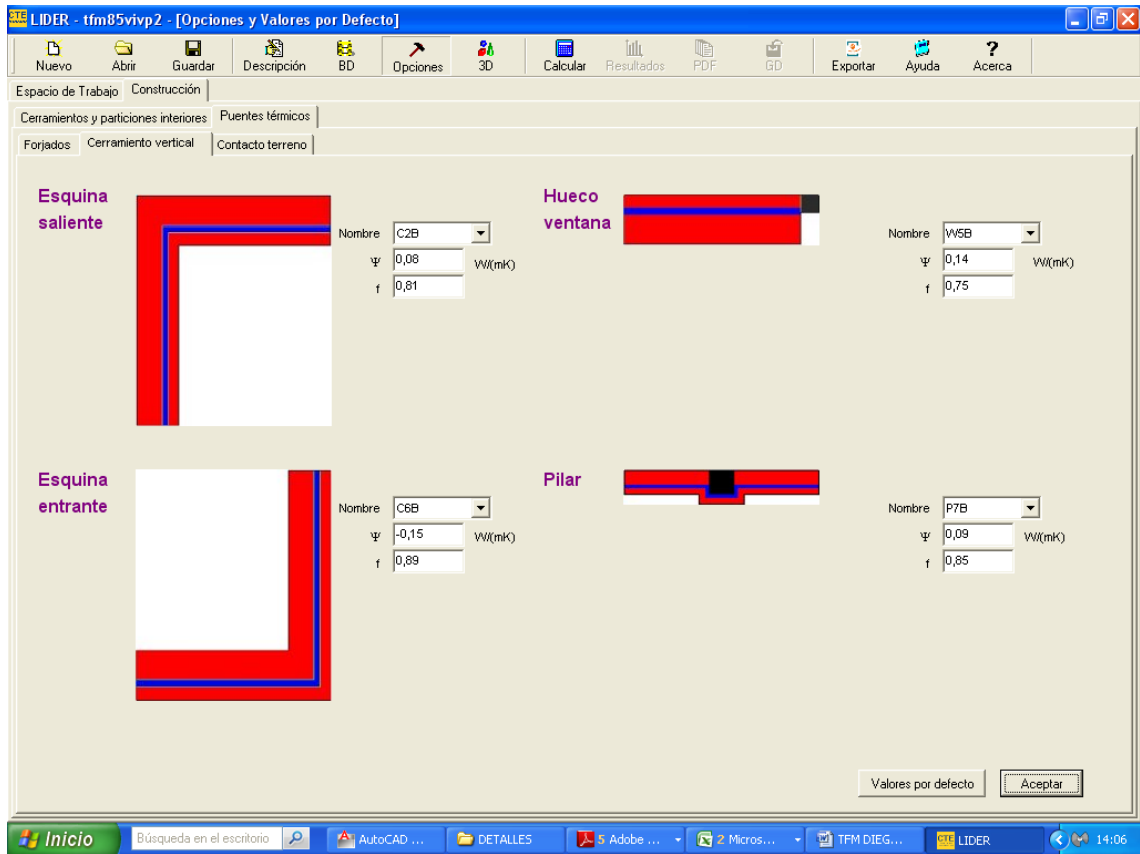 CTE LIDER - tfm85vivp2 - [Opciones y Valores por Defecto]
Nuevo Abrir Guardar Descripción BD Opciones 3D Calcular Resultados PDF GD Exportar Ayuda Acerca
Espacio de Trabajo Construcción
Cerramientos y particiones interiores Puentes térmicos
Forjados Cerramiento vertical Contacto terreno
Esquina
saliente
Nombre C2B
Ψ 0,08 W/(mK)
f 0,81
Hueco
ventana
Nombre W5B
Ψ 0,14 W/(mK)
f 0,75
Esquina
entrante
Nombre C6B
Ψ -0,15 W/(mK)
f 0,89
Pilar
Nombre P7B
Ψ 0,09 W/(mK)
f 0,85
Valores por defecto Aceptar
Inicio Búsqueda en el escritorio AutoCAD ... DETALLES 5 Adobe ... 2 Micros... TFM DIEG... CTE LIDER 14:06